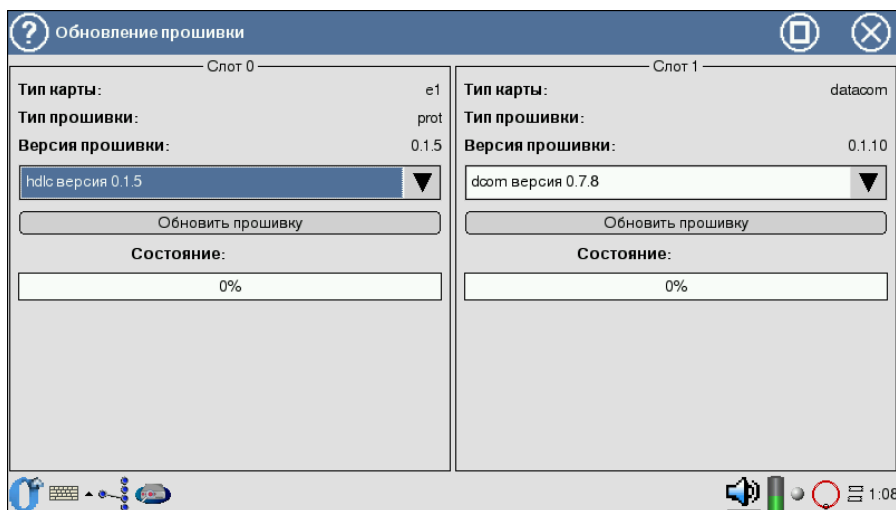 Обновление прошивки
Слот 0
Тип карты: e1
Тип прошивки: prot
Версия прошивки: 0.1.5
hdlc версия 0.1.5
Обновить прошивку
Состояние:
0%
Слот 1
Тип карты: datacom
Тип прошивки:
Версия прошивки: 0.1.10
dcom версия 0.7.8
Обновить прошивку
Состояние:
0%
1:08